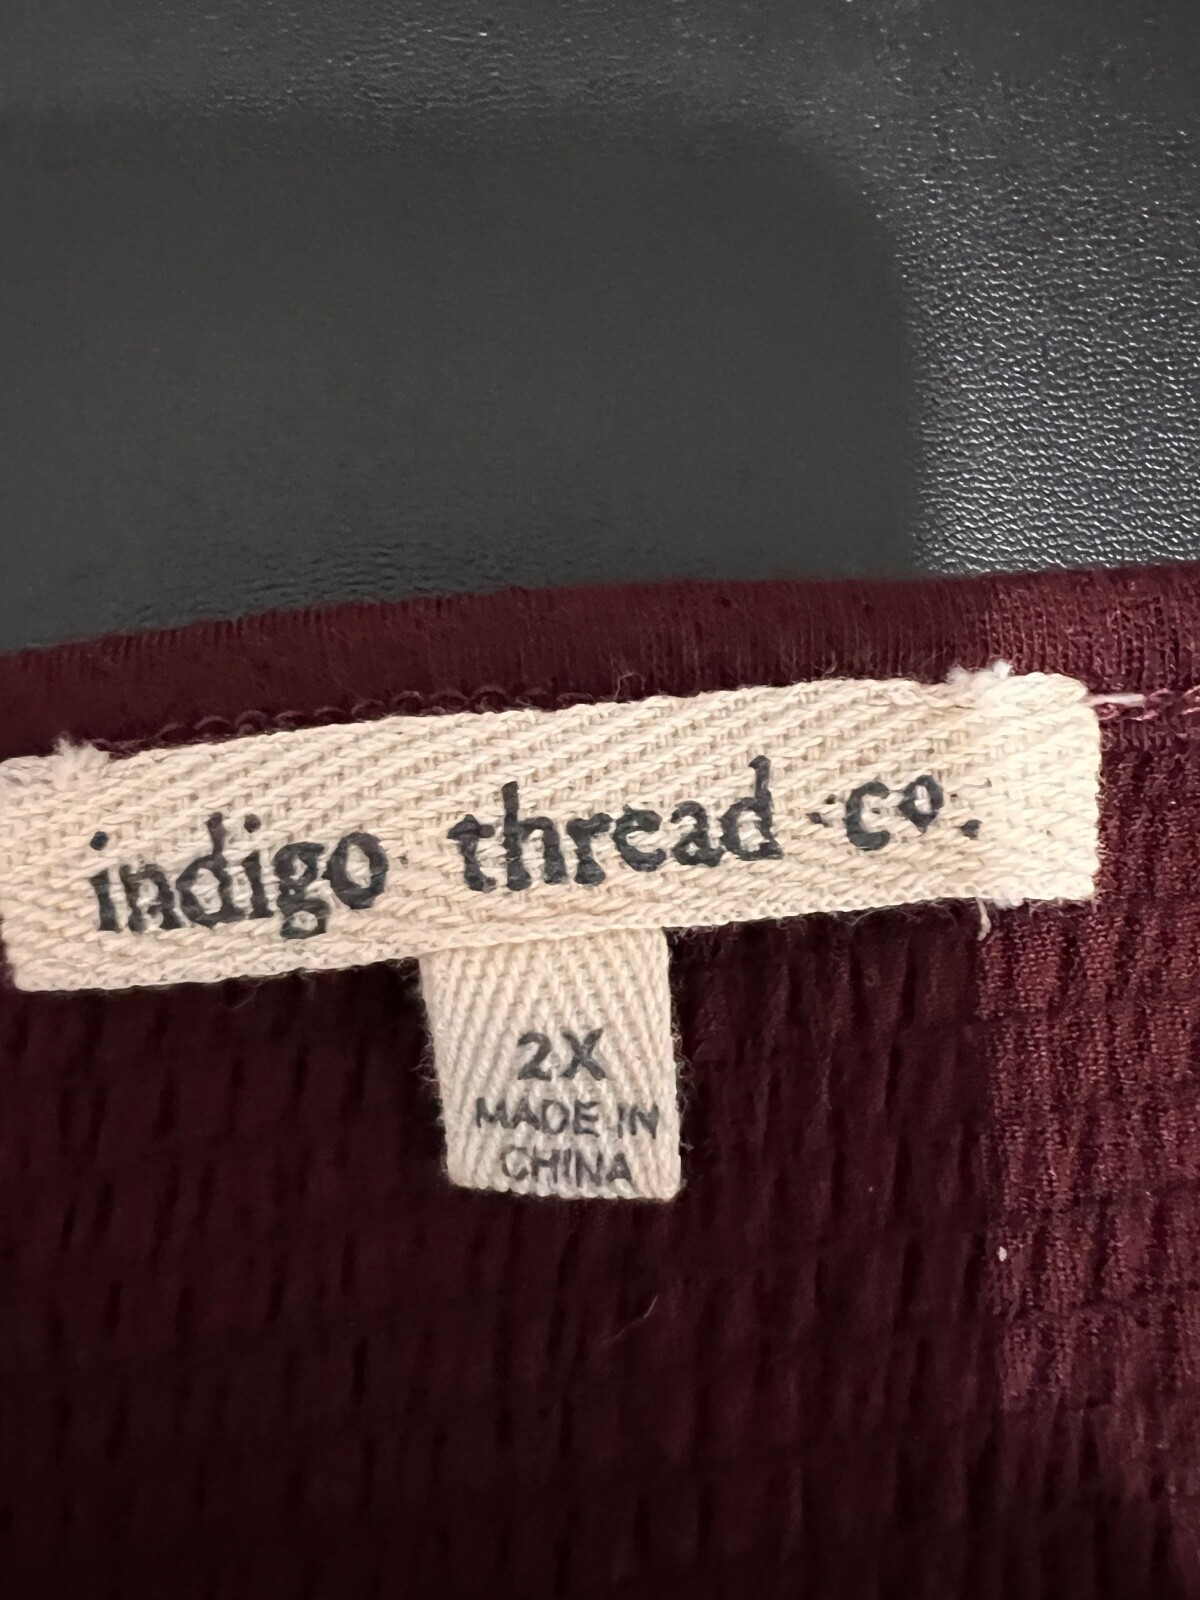 indigo thread co.
2X
MADE IN
CHINA